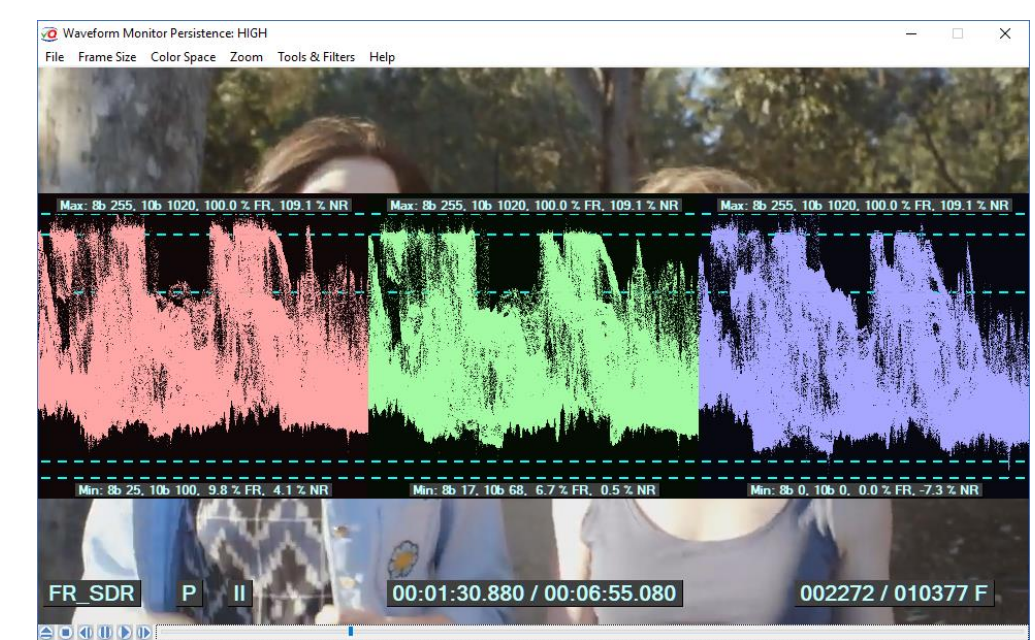 Waveform Monitor Persistence: HIGH
File Frame Size Color Space Zoom Tools & Filters Help
Max: 8b 255, 10b 1020, 100.0 % FR, 109.1 % NR Max: 8b 255, 10b 1020, 100.0 % FR, 109.1 % NR Max: 8b 255, 10b 1020, 100.0 % FR, 109.1 % NR
Min: 8b 25, 10b 100, 9.8 % FR, 4.1 % NR Min: 8b 17, 10b 68, 6.7 % FR, 0.5 % NR Min: 8b 0, 10b 0, 0.0 % FR, -7.3 % NR
FR_SDR P II 00:01:30.880 / 00:06:55.080 002272 / 010377 F